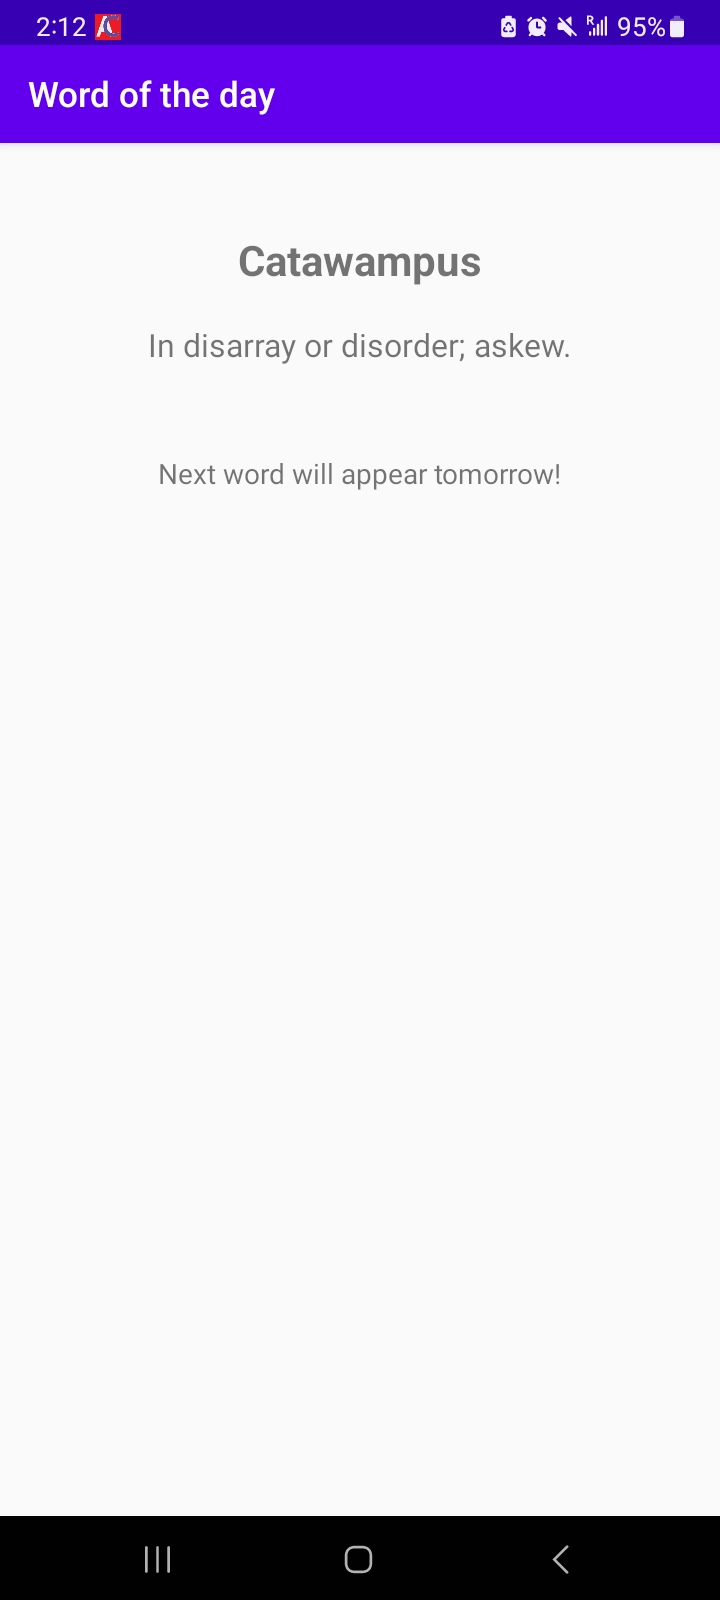 2:12 95%
Word of the day
Catawampus
In disarray or disorder; askew.
Next word will appear tomorrow!